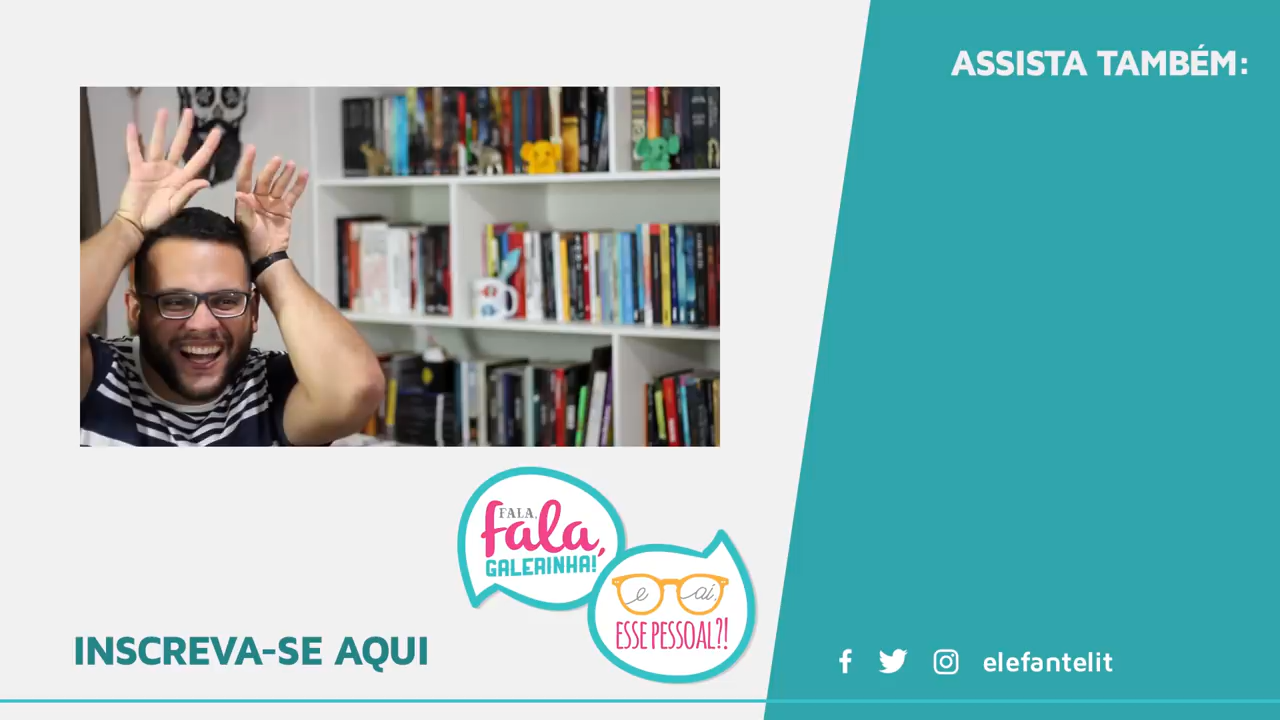 ASSISTA TAMBÉM:
FALA,
fala,
GALERINHA!
e aí,
ESSE PESSOAL?!
INSCREVA-SE AQUI
elefantelit